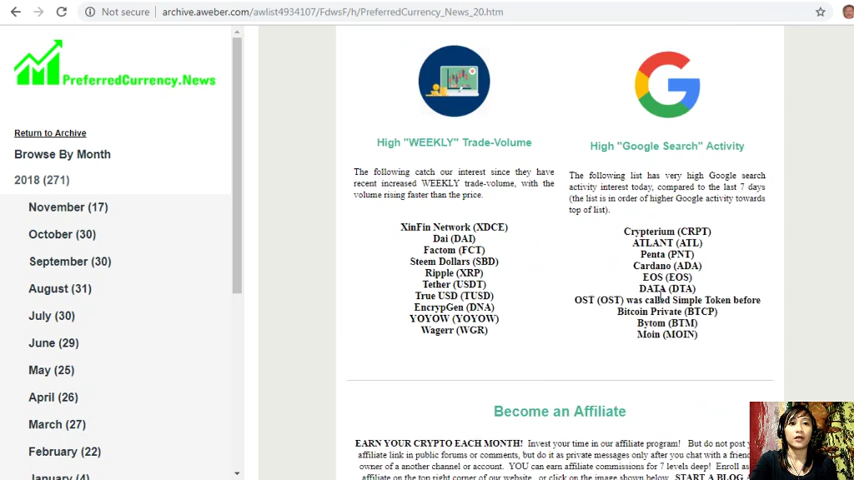 Not secure | archive.aweber.com/awlist4934107/FdwsF/h/PreferredCurrency_News_20.htm
PreferredCurrency.News
Return to Archive
Browse By Month
2018 (271)
November (17)
October (30)
September (30)
August (31)
July (30)
June (29)
May (25)
April (26)
March (27)
February (22)
January (4)
High "WEEKLY" Trade-Volume
The following catch our interest since they have
recent increased WEEKLY trade-volume, with the
volume rising faster than the price.
XinFin Network (XDCE)
Dai (DAI)
Factom (FCT)
Steem Dollars (SBD)
Ripple (XRP)
Tether (USDT)
True USD (TUSD)
EncrypGen (DNA)
YOYOW (YOYOW)
Wagerr (WGR)
High "Google Search" Activity
The following list has very high Google search
activity interest today, compared to the last 7 days
(the list is in order of higher Google activity towards
top of list).
Crypterium (CRPT)
ATLANT (ATL)
Penta (PNT)
Cardano (ADA)
EOS (EOS)
DATA (DTA)
OST (OST) was called Simple Token before
Bitcoin Private (BTCP)
Bytom (BTM)
Moin (MOIN)
Become an Affiliate
EARN YOUR CRYPTO EACH MONTH! Invest your time in our affiliate program! But do not post
affiliate link in public forums or comments, but do it as private messages only after you chat with a
owner of another channel or account. YOU can earn affiliate commissions for 7 levels deep! Enroll as
affiliate on the top right corner of our website, or click on the image shown below. START A BLOG